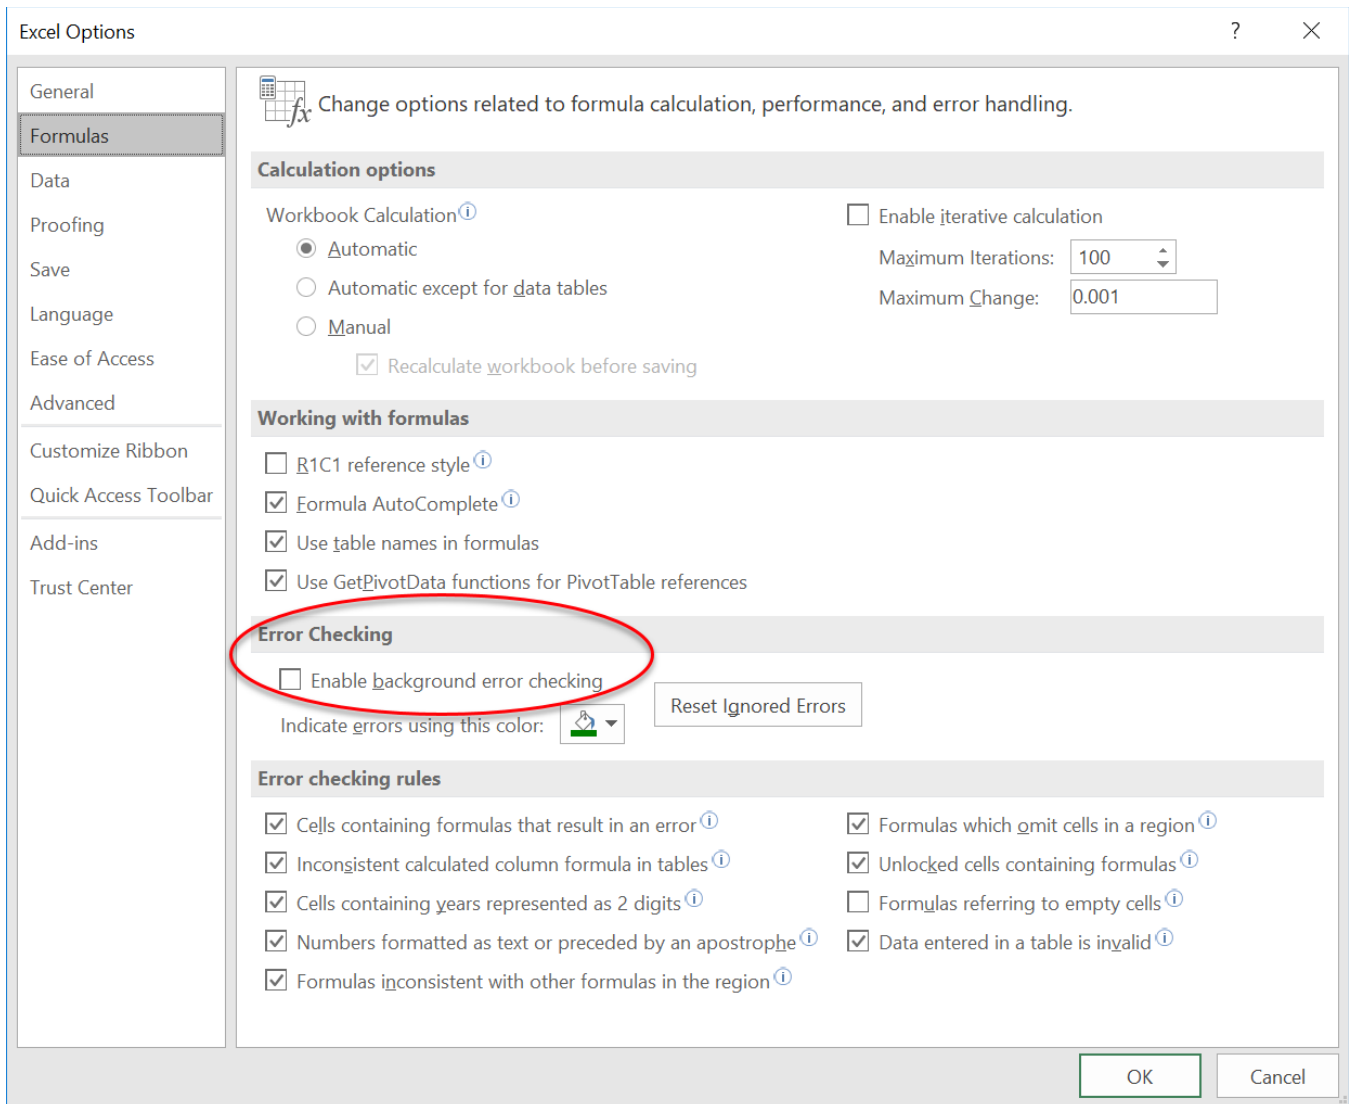 Excel Options
?
General
Formulas
Data
Proofing
Save
Language
Ease of Access
Advanced
Customize Ribbon
Quick Access Toolbar
Add-ins
Trust Center
fx Change options related to formula calculation, performance, and error handling.
Calculation options
Workbook Calculation
Automatic
Automatic except for data tables
Manual
Recalculate workbook before saving
Enable iterative calculation
Maximum Iterations: 100
Maximum Change: 0.001
Working with formulas
R1C1 reference style
Formula AutoComplete
Use table names in formulas
Use GetPivotData functions for PivotTable references
Error Checking
Enable background error checking
Indicate errors using this color:
Reset Ignored Errors
Error checking rules
Cells containing formulas that result in an error
Inconsistent calculated column formula in tables
Cells containing years represented as 2 digits
Numbers formatted as text or preceded by an apostrophe
Formulas inconsistent with other formulas in the region
Formulas which omit cells in a region
Unlocked cells containing formulas
Formulas referring to empty cells
Data entered in a table is invalid
OK
Cancel